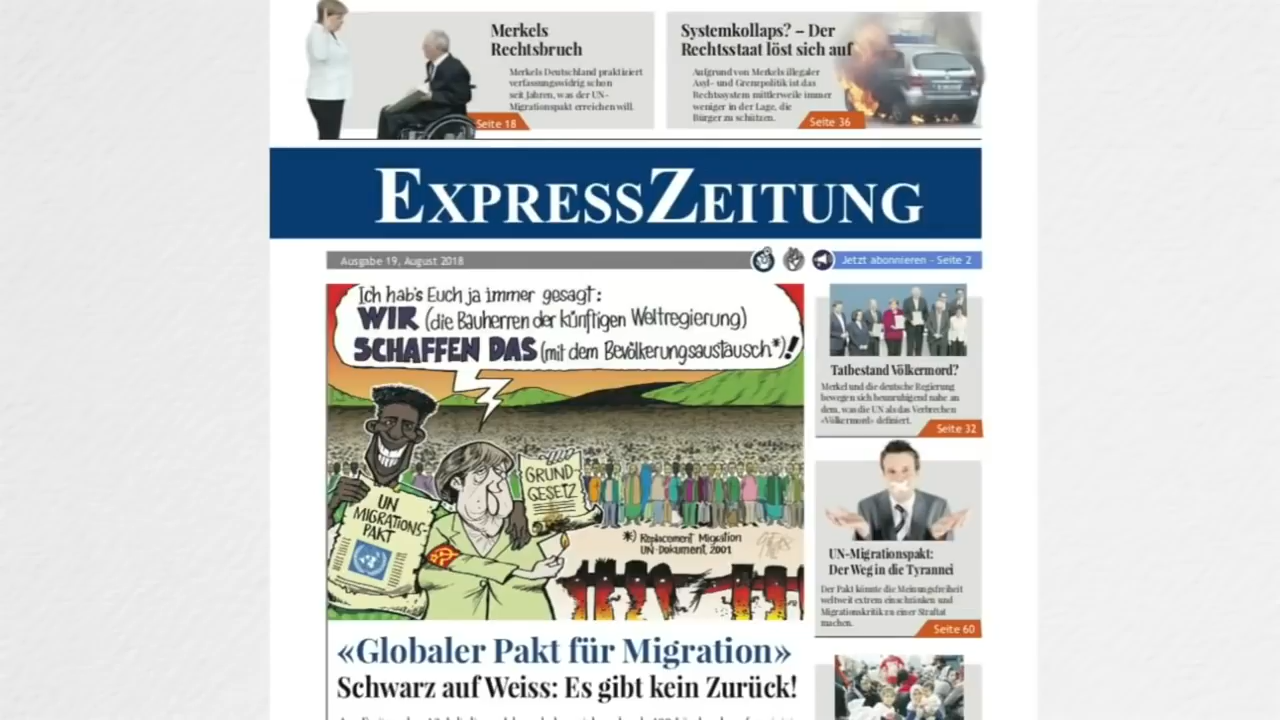 Merkels
Rechtsbruch
Merkels Deutschland praktiziert
verfassungswidrig schon
seit Jahren, was der UN-
Migrationspakt erreichen will.
Seite 18
Systemkollaps? – Der
Rechtsstaat löst sich auf
Aufgrund von Merkels illegaler
Asyl- und Grenzpolitik ist das
Rechtssystem mittlerweile immer
weniger in der Lage, die
Bürger zu schützen.
Seite 36
EXPRESSZEITUNG
Ausgabe 19, August 2018
Jetzt abonnieren - Seite 2
Ich hab's Euch ja immer gesagt:
WIR (die Bauherren der künftigen Weltregierung)
SCHAFFEN DAS (mit dem Bevölkerungsaustausch*)!
GRUND-
GESETZ
UN
MIGRATIONS-
PAKT
*) Replacement Migration
UN-Dokument, 2001
«Globaler Pakt für Migration»
Schwarz auf Weiss: Es gibt kein Zurück!
Tatbestand Völkermord?
Merkel und die deutsche Regierung
bewegen sich beunruhigend nahe an
dem, was die UN als das Verbrechen
«Völkermord» definiert.
Seite 32
UN-Migrationspakt:
Der Weg in die Tyrannei
Der Pakt könnte die Meinungsfreiheit
weltweit extrem einschränken und
Migrationskritik zu einer Straftat
machen.
Seite 60